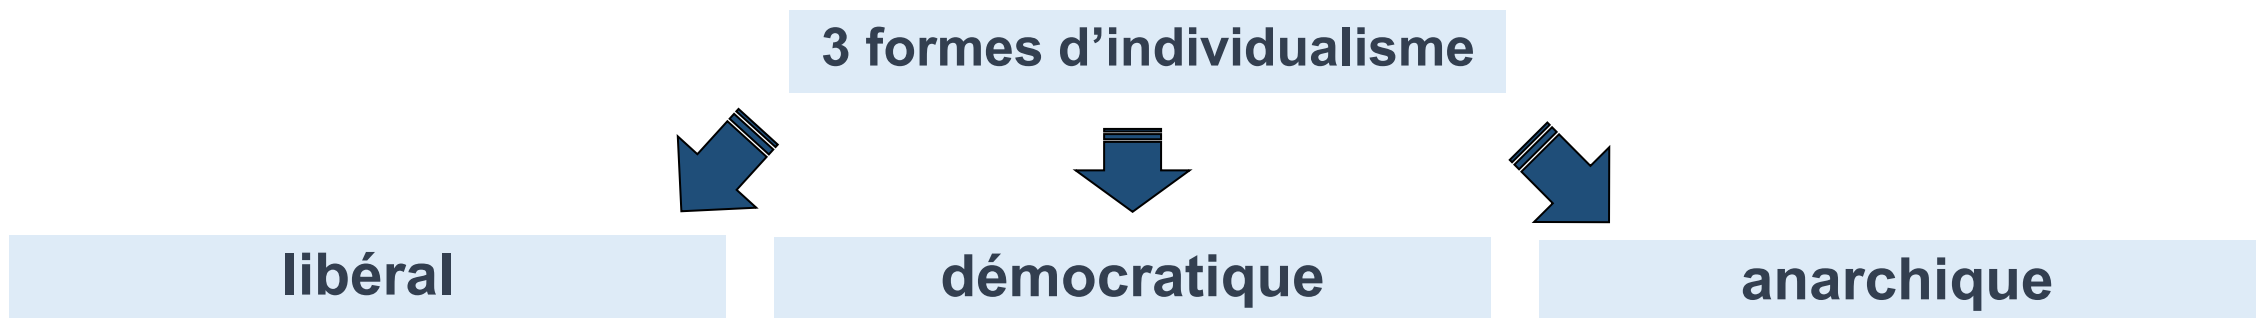 3 formes d’individualisme
libéral
démocratique
anarchique